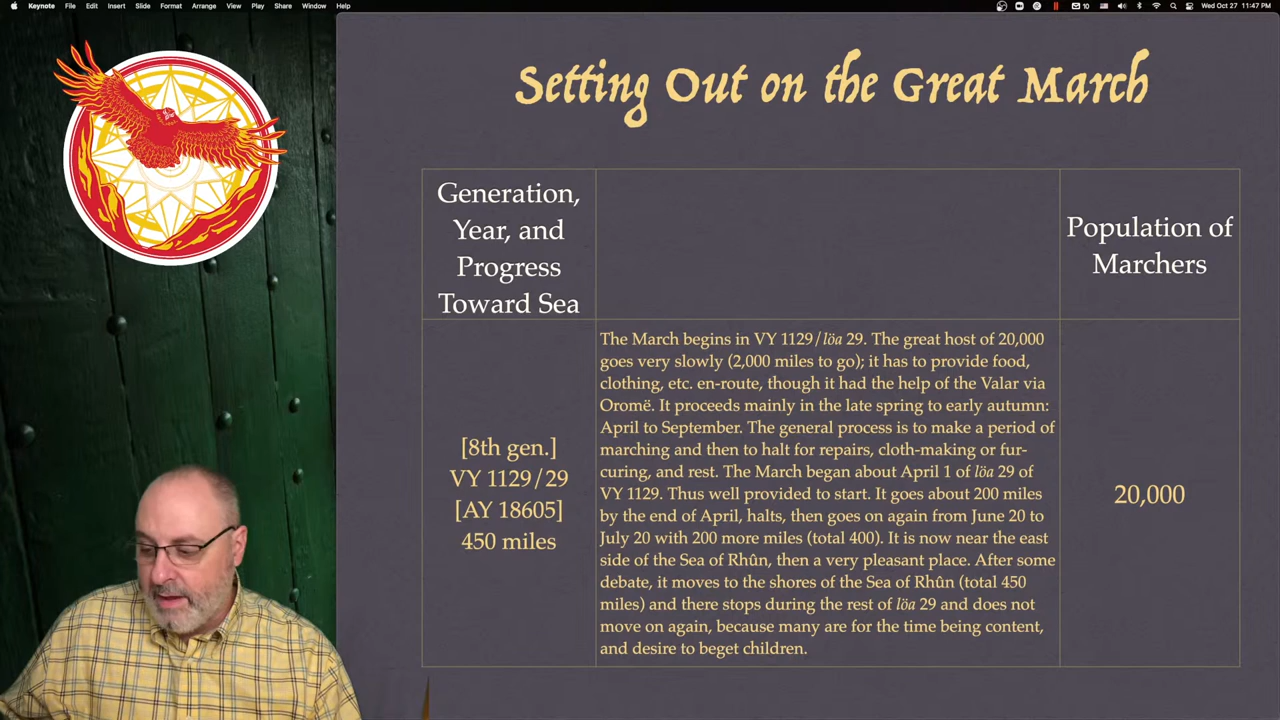 Keynote File Edit Insert Slide Format Arrange View Play Share Window Help 10 Wed Oct 27 11:47 PM
Setting Out on the Great March
Generation,
Year, and
Progress
Toward Sea
Population of
Marchers
[8th gen.]
VY 1129/29
[AY 18605]
450 miles
The March begins in VY 1129/löa 29. The great host of 20,000
goes very slowly (2,000 miles to go); it has to provide food,
clothing, etc. en-route, though it had the help of the Valar via
Oromë. It proceeds mainly in the late spring to early autumn:
April to September. The general process is to make a period of
marching and then to halt for repairs, cloth-making or fur-
curing, and rest. The March began about April 1 of löa 29 of
VY 1129. Thus well provided to start. It goes about 200 miles
by the end of April, halts, then goes on again from June 20 to
July 20 with 200 more miles (total 400). It is now near the east
side of the Sea of Rhûn, then a very pleasant place. After some
debate, it moves to the shores of the Sea of Rhûn (total 450
miles) and there stops during the rest of löa 29 and does not
move on again, because many are for the time being content,
and desire to beget children.
20,000